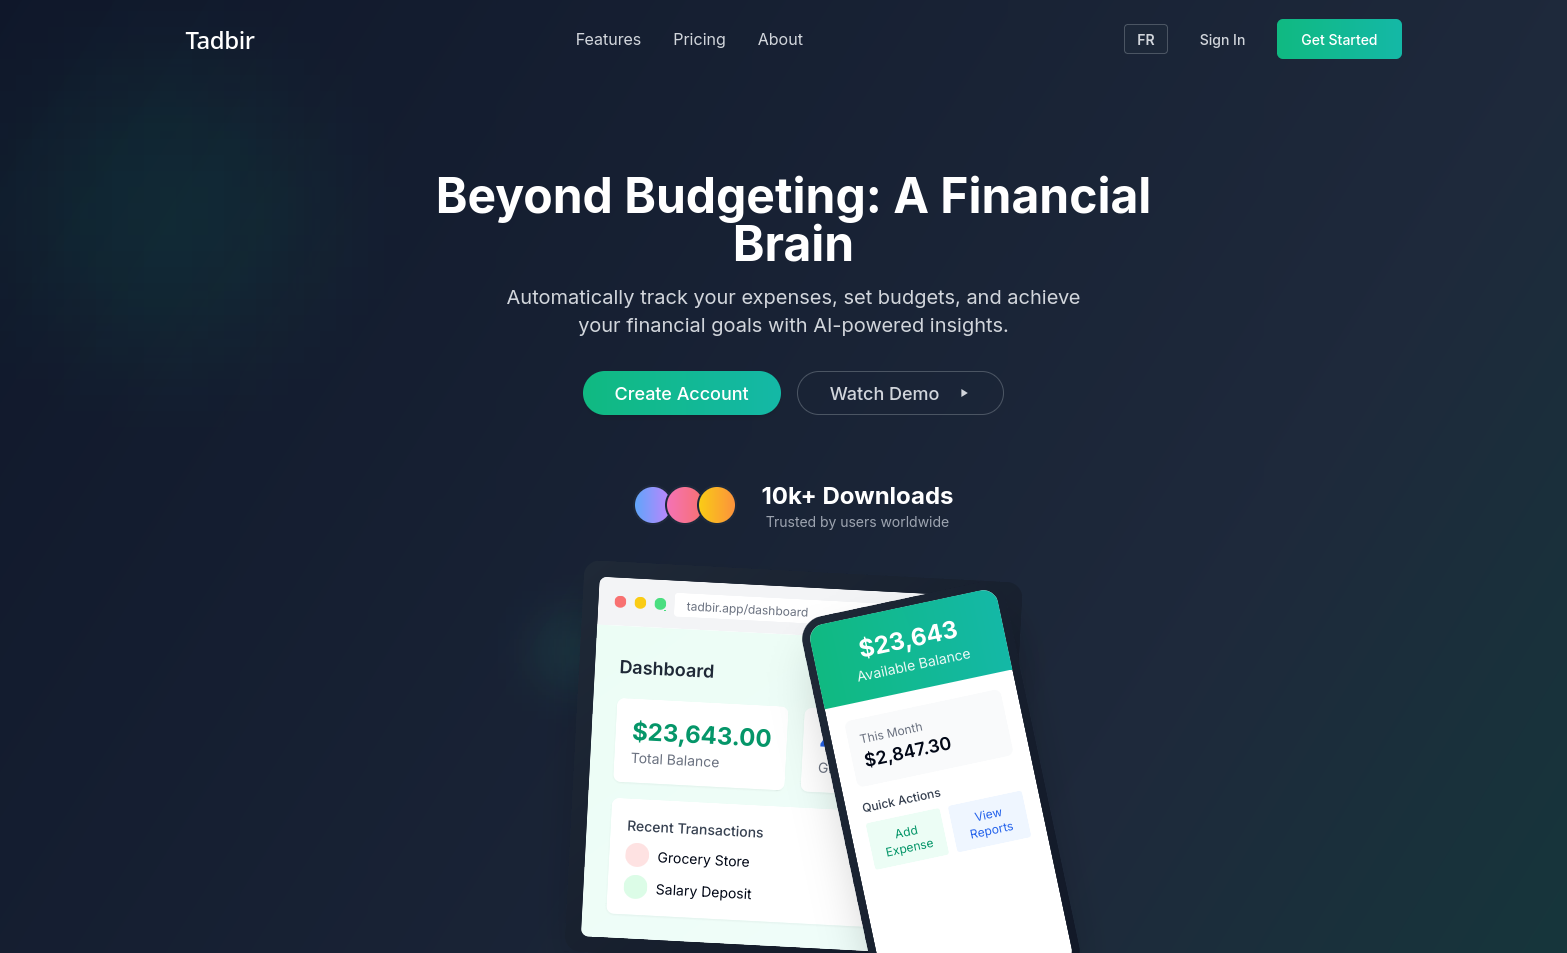 Tadbir
Features
Pricing
About
FR
Sign In
Get Started
Beyond Budgeting: A Financial
Brain
Automatically track your expenses, set budgets, and achieve
your financial goals with AI-powered insights.
Create Account
Watch Demo
10k+ Downloads
Trusted by users worldwide
tadbir.app/dashboard
Dashboard
$23,643.00
Total Balance
Recent Transactions
Grocery Store
Salary Deposit
$23,643
Available Balance
This Month
$2,847.30
Quick Actions
Add
Expense
View
Reports